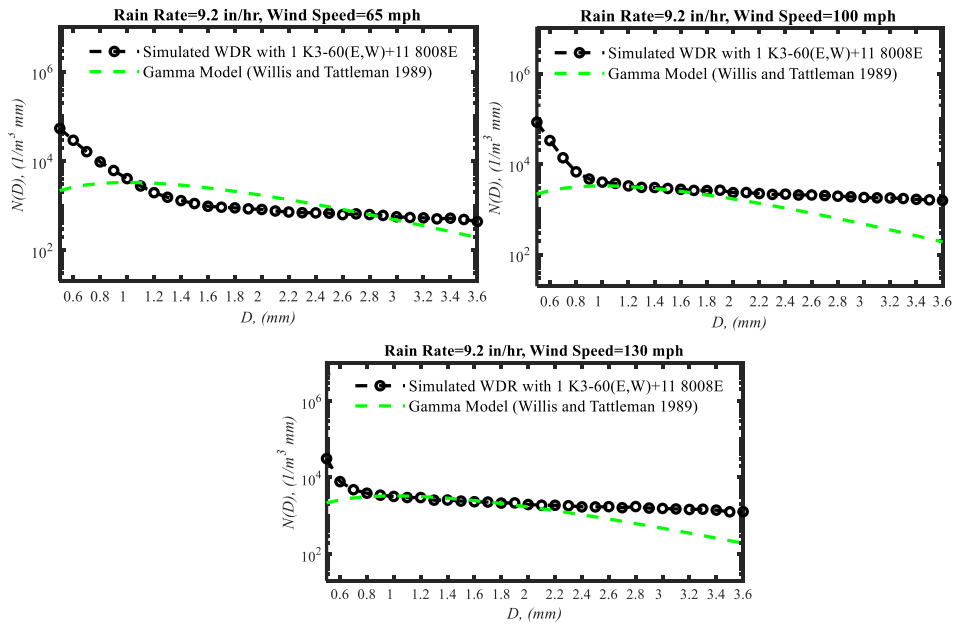 Rain Rate=9.2 in/hr, Wind Speed=65 mph
Simulated WDR with 1 K3-60(E,W)+11 8008E
Gamma Model (Willis and Tattleman 1989)
10^6
10^4
10^2
N(D), (1/m^3 mm)
0.6 0.8 1 1.2 1.4 1.6 1.8 2 2.2 2.4 2.6 2.8 3 3.2 3.4 3.6
D, (mm)
Rain Rate=9.2 in/hr, Wind Speed=100 mph
Simulated WDR with 1 K3-60(E,W)+11 8008E
Gamma Model (Willis and Tattleman 1989)
10^6
10^4
10^2
N(D), (1/m^3 mm)
0.6 0.8 1 1.2 1.4 1.6 1.8 2 2.2 2.4 2.6 2.8 3 3.2 3.4 3.6
D, (mm)
Rain Rate=9.2 in/hr, Wind Speed=130 mph
Simulated WDR with 1 K3-60(E,W)+11 8008E
Gamma Model (Willis and Tattleman 1989)
10^6
10^4
10^2
N(D), (1/m^3 mm)
0.6 0.8 1 1.2 1.4 1.6 1.8 2 2.2 2.4 2.6 2.8 3 3.2 3.4 3.6
D, (mm)